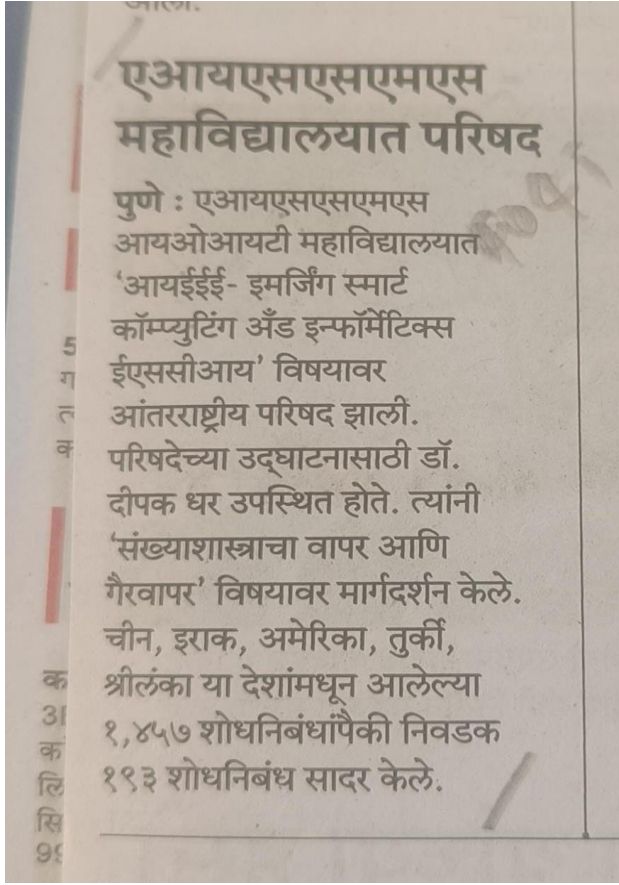 एआयएसएसएमएस
महाविद्यालयात परिषद
पुणे : एआयएसएसएमएस
आयओआयटी महाविद्यालयात
‘आयईईई- इमर्जिंग स्मार्ट
कॉम्प्युटिंग अँड इन्फॉर्मेटिक्स
ईएससीआय’ विषयावर
आंतरराष्ट्रीय परिषद झाली.
परिषदेच्या उद्‌घाटनासाठी डॉ.
दीपक धर उपस्थित होते. त्यांनी
‘संख्याशास्त्राचा वापर आणि
गैरवापर’ विषयावर मार्गदर्शन केले.
चीन, इराक, अमेरिका, तुर्की,
श्रीलंका या देशांमधून आलेल्या
१,४५७ शोधनिबंधांपैकी निवडक
१९३ शोधनिबंध सादर केले.